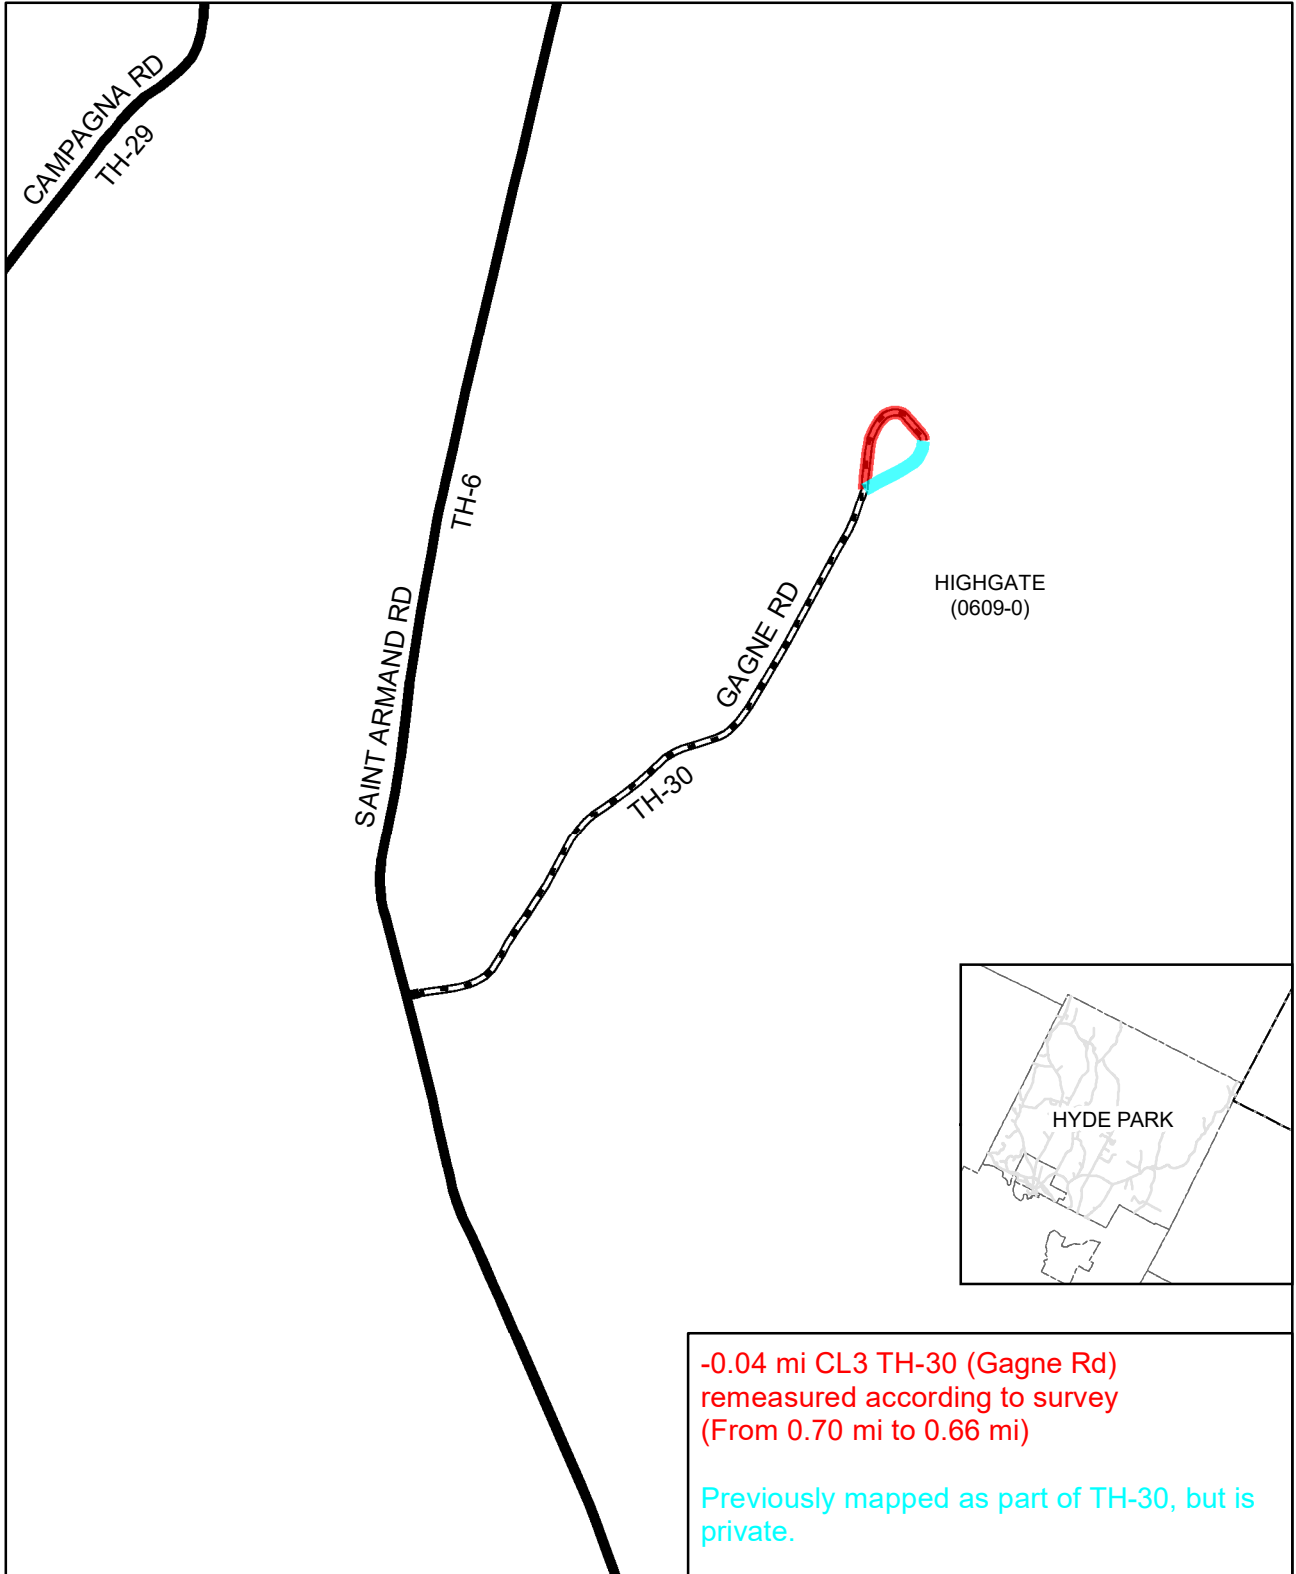 CAMPAGNA RD
TH-29
TH-6
SAINT ARMAND RD
HIGHGATE
(0609-0)
GAGNE RD
TH-30
HYDE PARK
-0.04 mi CL3 TH-30 (Gagne Rd)
remeasured according to survey
(From 0.70 mi to 0.66 mi)
Previously mapped as part of TH-30, but is
private.